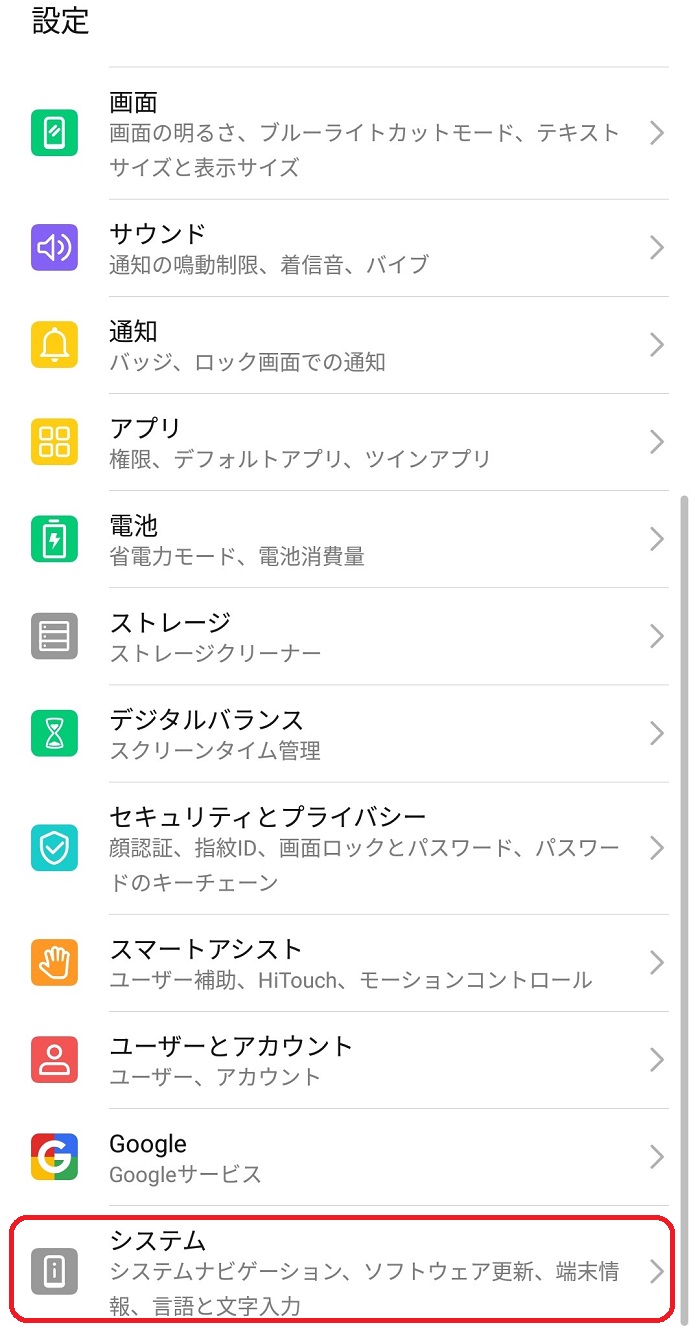 設定
画面
画面の明るさ、ブルーライトカットモード、テキスト
サイズと表示サイズ
サウンド
通知の鳴動制限、着信音、バイブ
通知
バッジ、ロック画面での通知
アプリ
権限、デフォルトアプリ、ツインアプリ
電池
省電力モード、電池消費量
ストレージ
ストレージクリーナー
デジタルバランス
スクリーンタイム管理
セキュリティとプライバシー
顔認証、指紋ID、画面ロックとパスワード、パスワー
ドのキーチェーン
スマートアシスト
ユーザー補助、HiTouch、モーションコントロール
ユーザーとアカウント
ユーザー、アカウント
Google
Googleサービス
システム
システムナビゲーション、ソフトウェア更新、端末情
報、言語と文字入力